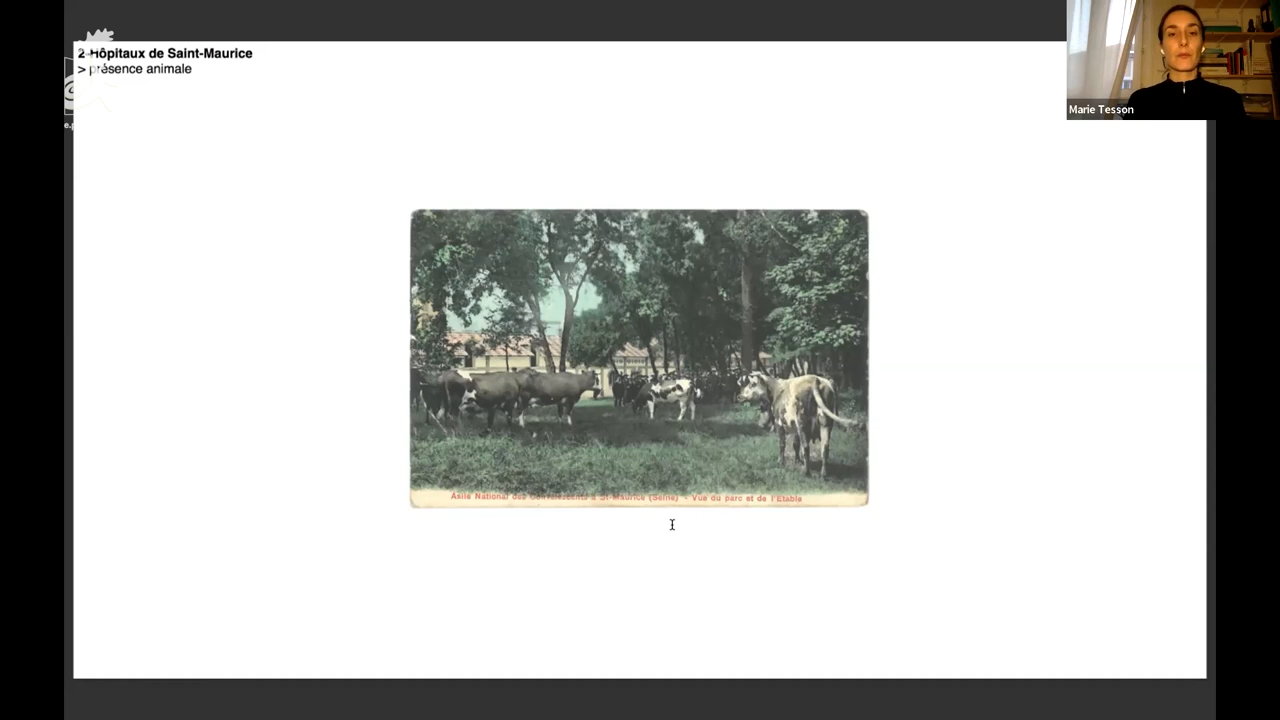 2-Hôpitaux de Saint-Maurice
> présence animale
e.p
Marie Tesson
Asile National des Convalescents à St-Maurice (Seine) - Vue du parc et de l'Etable